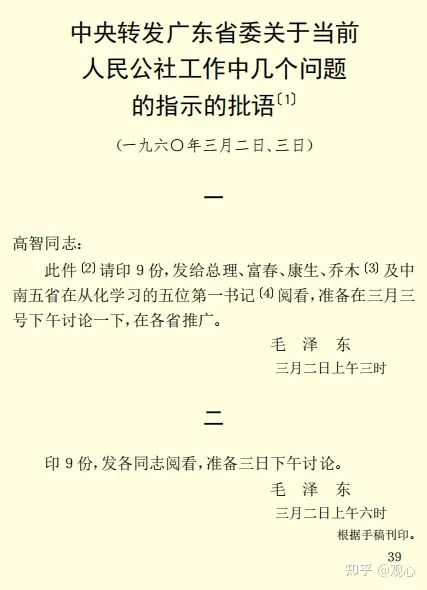 中央转发广东省委关于当前
人民公社工作中几个问题
的指示的批语〔1〕
(一九六〇年三月二日、三日)
一
高智同志:
此件〔2〕请印9份,发给总理、富春、康生、乔木〔3〕及中
南五省在从化学习的五位第一书记〔4〕阅看,准备在三月三
号下午讨论一下,在各省推广。
毛 泽 东
三月二日上午三时
二
印9份,发各同志阅看,准备三日下午讨论。
毛 泽 东
三月二日上午六时
根据手稿刊印。
39
知乎 @观心